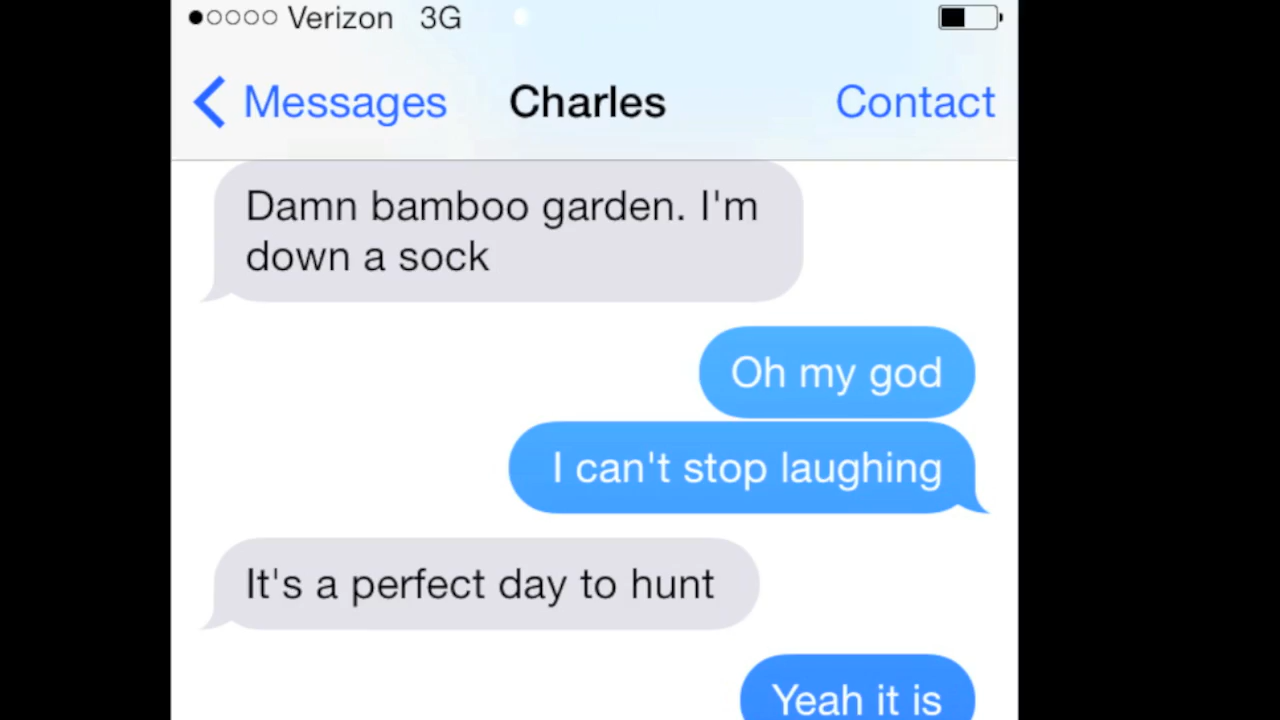 Verizon 3G
Messages Charles Contact
Damn bamboo garden. I'm
down a sock
Oh my god
I can't stop laughing
It's a perfect day to hunt
Yeah it is